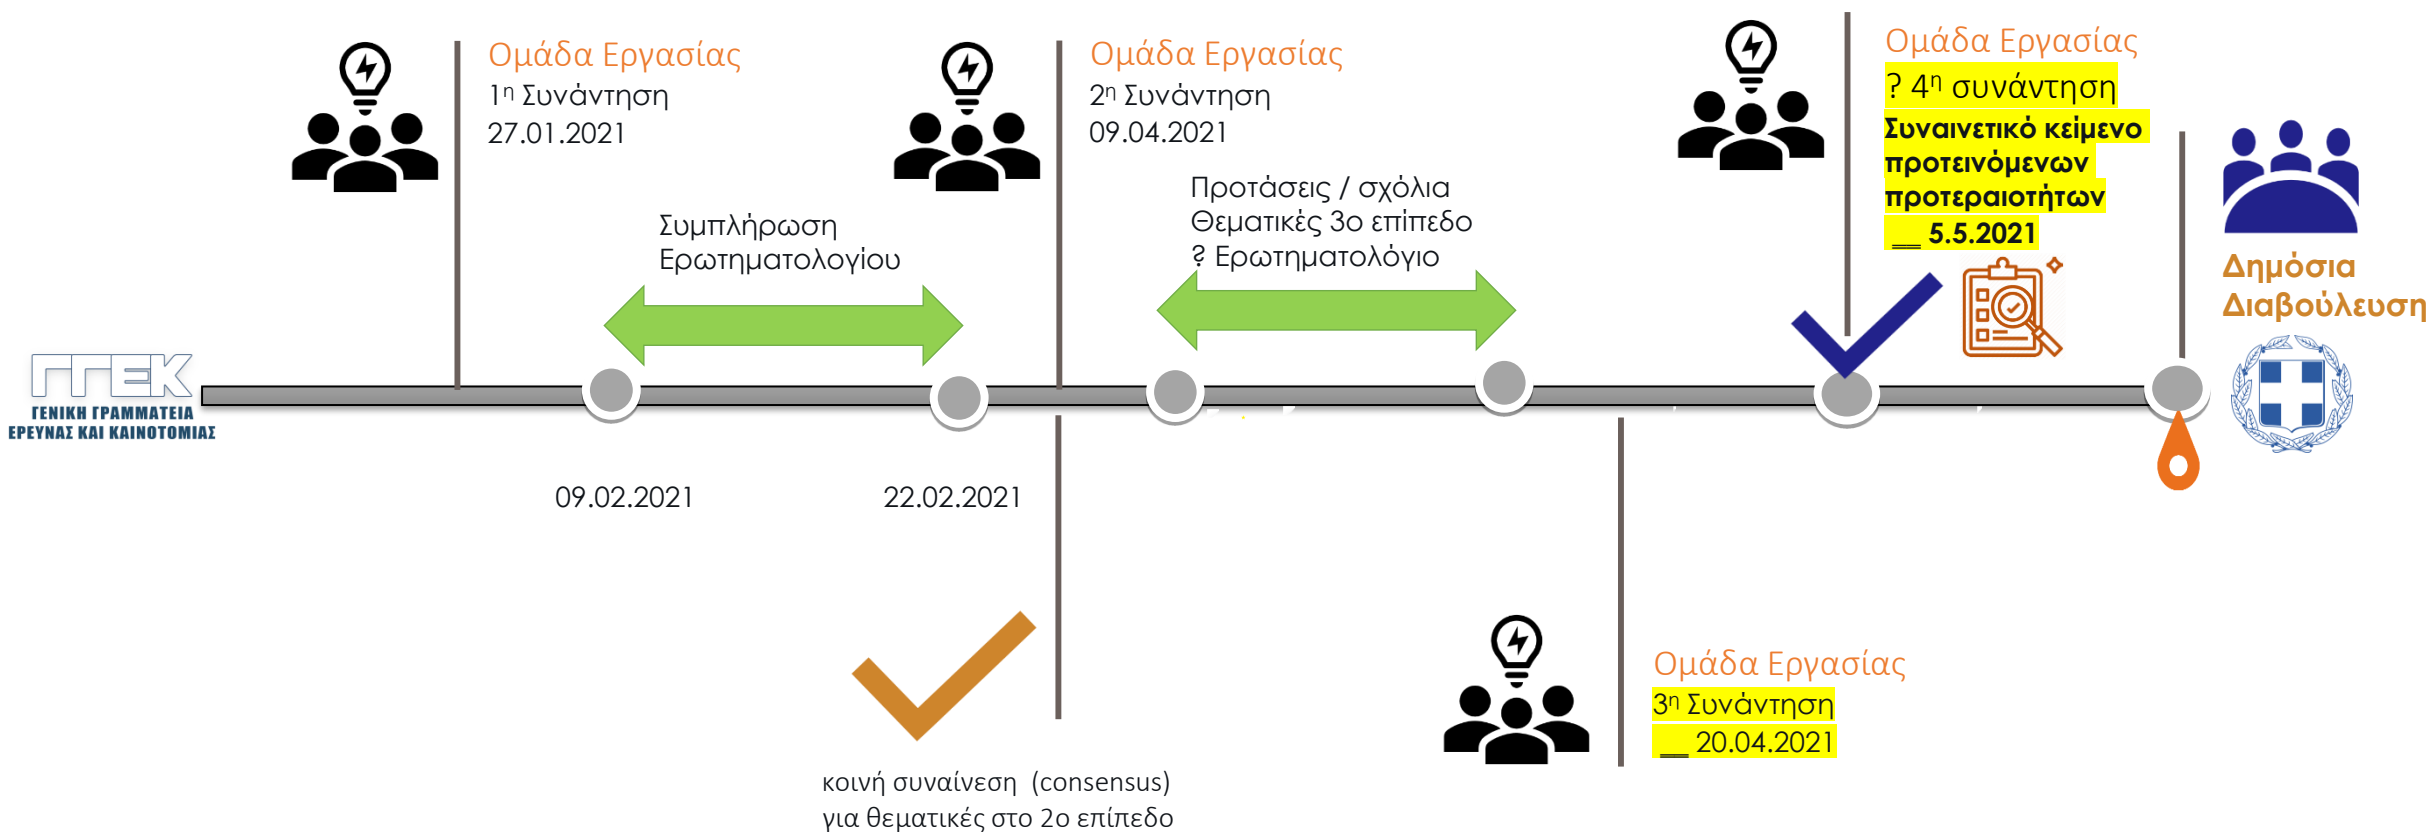 Ομάδα Εργασίας
1η Συνάντηση
27.01.2021
Ομάδα Εργασίας
2η Συνάντηση
09.04.2021
Ομάδα Εργασίας
? 4η συνάντηση
Συναινετικό κείμενο
προτεινόμενων
προτεραιοτήτων
__ 5.5.2021
Συμπλήρωση
Ερωτηματολογίου
Προτάσεις / σχόλια
Θεματικές 3ο επίπεδο
? Ερωτηματολόγιο
Δημόσια
Διαβούλευση
ΓΓΕΚ
ΓΕΝΙΚΗ ΓΡΑΜΜΑΤΕΙΑ
ΕΡΕΥΝΑΣ ΚΑΙ ΚΑΙΝΟΤΟΜΙΑΣ
09.02.2021
22.02.2021
κοινή συναίνεση (consensus)
για θεματικές στο 2ο επίπεδο
Ομάδα Εργασίας
3η Συνάντηση
__ 20.04.2021